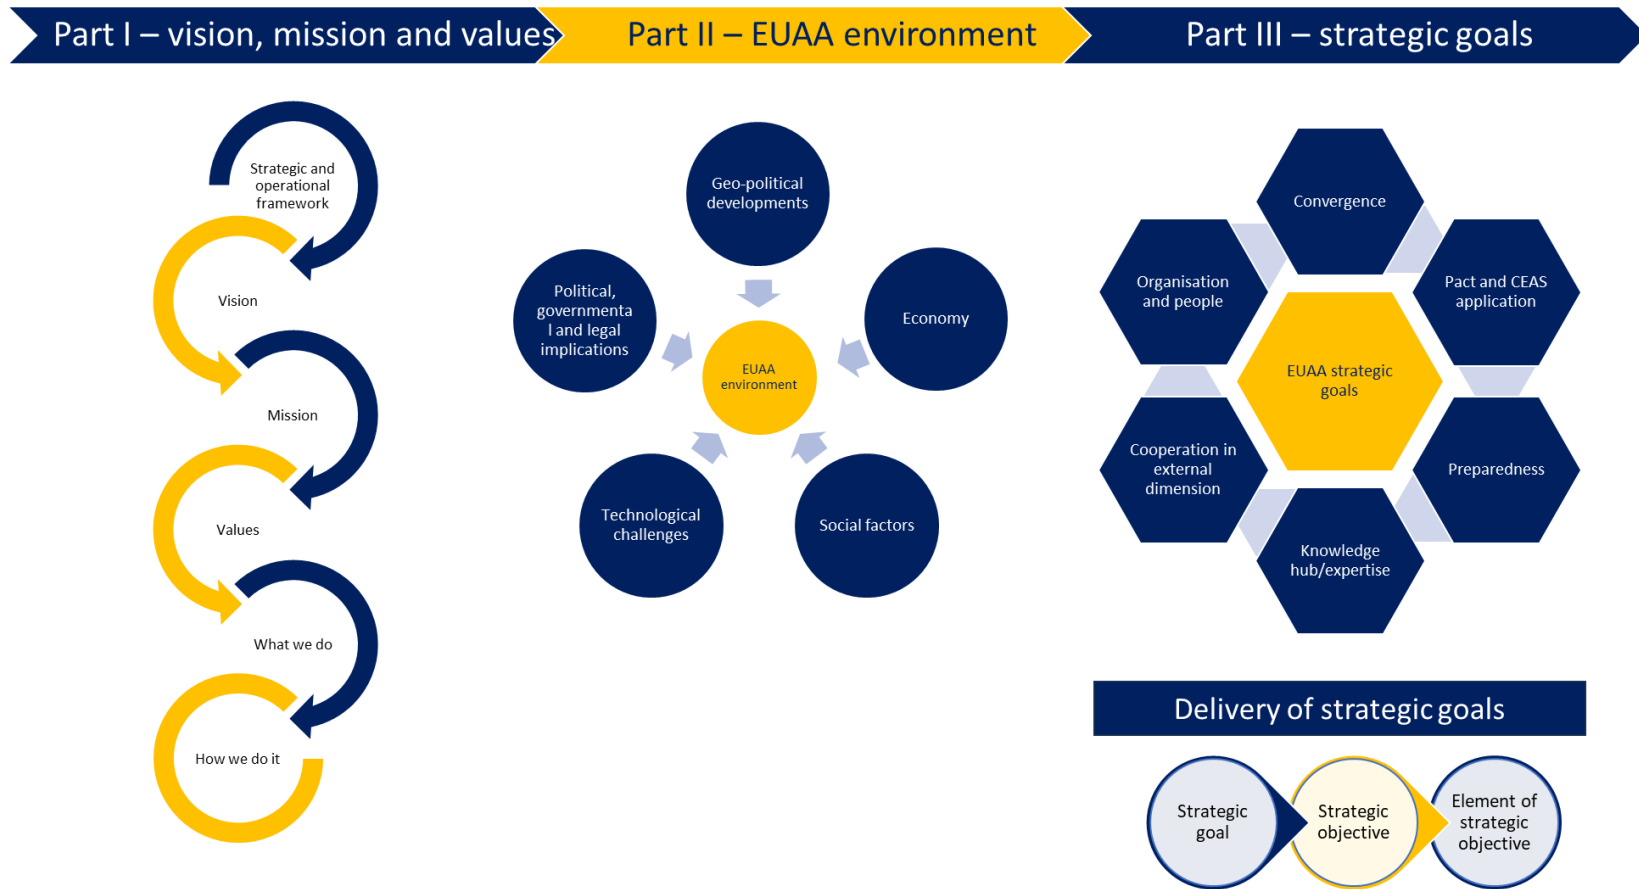 Part I – vision, mission and values
Part II – EUAA environment
Part III – strategic goals
Strategic and
operational
framework
Vision
Mission
Values
What we do
How we do it
Geo-political
developments
Political,
governmenta
l and legal
implications
Economy
EUAA
environment
Technological
challenges
Social factors
Convergence
Organisation
and people
Pact and CEAS
application
EUAA strategic
goals
Cooperation in
external
dimension
Preparedness
Knowledge
hub/expertise
Delivery of strategic goals
Strategic
goal
Strategic
objective
Element of
strategic
objective